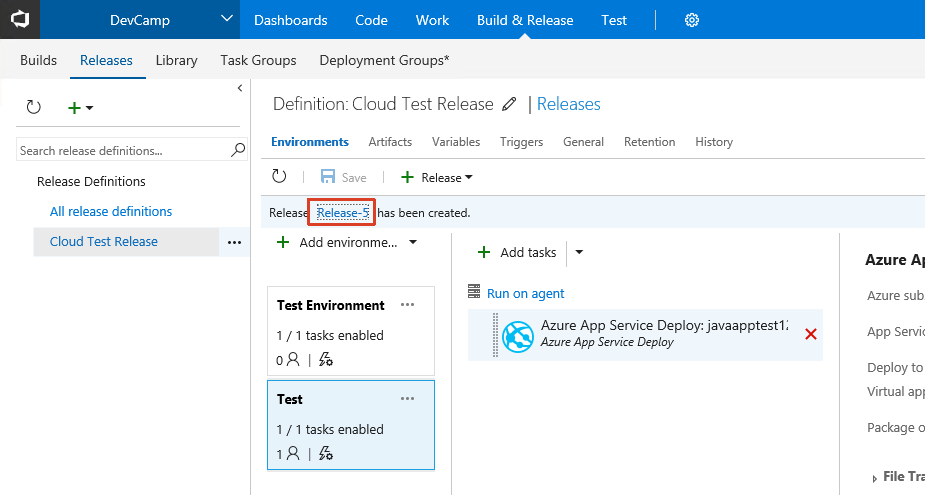 DevCamp
Dashboards Code Work Build & Release Test
Builds Releases Library Task Groups Deployment Groups*
Search release definitions...
Release Definitions
All release definitions
Cloud Test Release ...
Definition: Cloud Test Release | Releases
Environments Artifacts Variables Triggers General Retention History
Save Release
Release Release-5 has been created.
Add environme...
Test Environment ...
1 / 1 tasks enabled
0
Test ...
1 / 1 tasks enabled
1
Add tasks
Run on agent
Azure App Service Deploy: javaapptest12
Azure App Service Deploy
Azure Ap
Azure sub
App Servic
Deploy to
Virtual app
Package o
File Tra